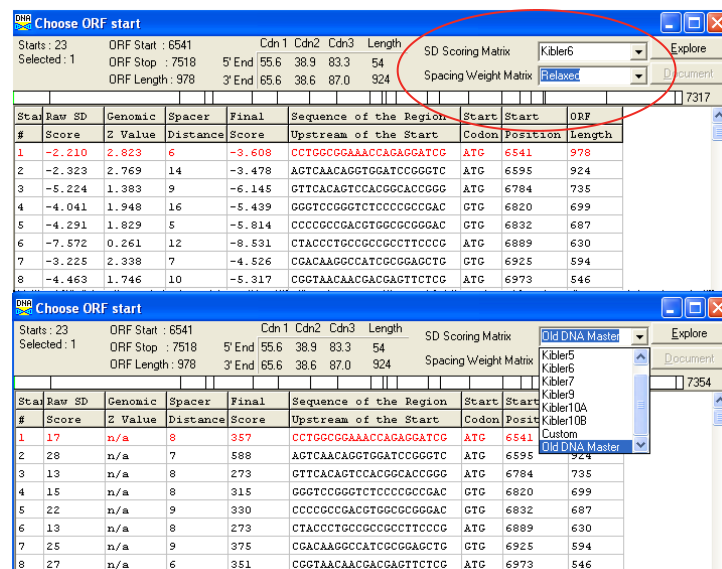 DNA Choose ORF start
Starts : 23 ORF Start : 6541 Cdn 1 Cdn2 Cdn3 Length SD Scoring Matrix Kibler6 Explore
Selected : 1 ORF Stop : 7518 5' End 55.6 38.9 83.3 54 Spacing Weight Matrix Relaxed Document
ORF Length : 978 3' End 65.6 38.6 87.0 924
7317
Star Raw SD Genomic Spacer Final Sequence of the Region Start Start ORF
# Score Z Value Distance Score Upstream of the Start Codon Position Length
1 -2.210 2.823 6 -3.608 CCTGGCGGAAACCAGAGGATCG ATG 6541 978
2 -2.323 2.769 14 -3.478 AGTCAACAGGTGGATCCGGGTC ATG 6595 924
3 -5.224 1.383 9 -6.145 GTTCACAGTCCACGGCACCGGG ATG 6784 735
4 -4.041 1.948 16 -5.439 GGGTCCGGGTCTCCCCGCCGAC GTG 6820 699
5 -4.291 1.829 5 -5.814 CCCCGCCGACGTGGCGCGGGAC GTG 6832 687
6 -7.572 0.261 12 -8.531 CTACCCTGCCGCCGCCTTCCCG ATG 6889 630
7 -3.225 2.338 7 -4.526 CGACAAGGCCATCGCGGAGCTG GTG 6925 594
8 -4.463 1.746 10 -5.317 CGGTAACAACGACGAGTTCTCG ATG 6973 546
DNA Choose ORF start
Starts : 23 ORF Start : 6541 Cdn 1 Cdn2 Cdn3 Length SD Scoring Matrix Old DNA Master Explore
Selected : 1 ORF Stop : 7518 5' End 55.6 38.9 83.3 54 Spacing Weight Matrix Kibler5 Document
ORF Length : 978 3' End 65.6 38.6 87.0 924 Kibler6
Kibler7 7354
Kibler9
Star Raw SD Genomic Spacer Final Sequence of the Region Start Start Kibler10A
# Score Z Value Distance Score Upstream of the Start Codon Posit Kibler10B
Custom
1 17 n/a 8 357 CCTGGCGGAAACCAGAGGATCG ATG 6541 Old DNA Master
2 28 n/a 7 588 AGTCAACAGGTGGATCCGGGTC ATG 6595 924
3 13 n/a 8 273 GTTCACAGTCCACGGCACCGGG ATG 6784 735
4 15 n/a 8 315 GGGTCCGGGTCTCCCCGCCGAC GTG 6820 699
5 22 n/a 9 330 CCCCGCCGACGTGGCGCGGGAC GTG 6832 687
6 13 n/a 8 273 CTACCCTGCCGCCGCCTTCCCG ATG 6889 630
7 25 n/a 9 375 CGACAAGGCCATCGCGGAGCTG GTG 6925 594
8 27 n/a 6 351 CGGTAACAACGACGAGTTCTCG ATG 6973 546